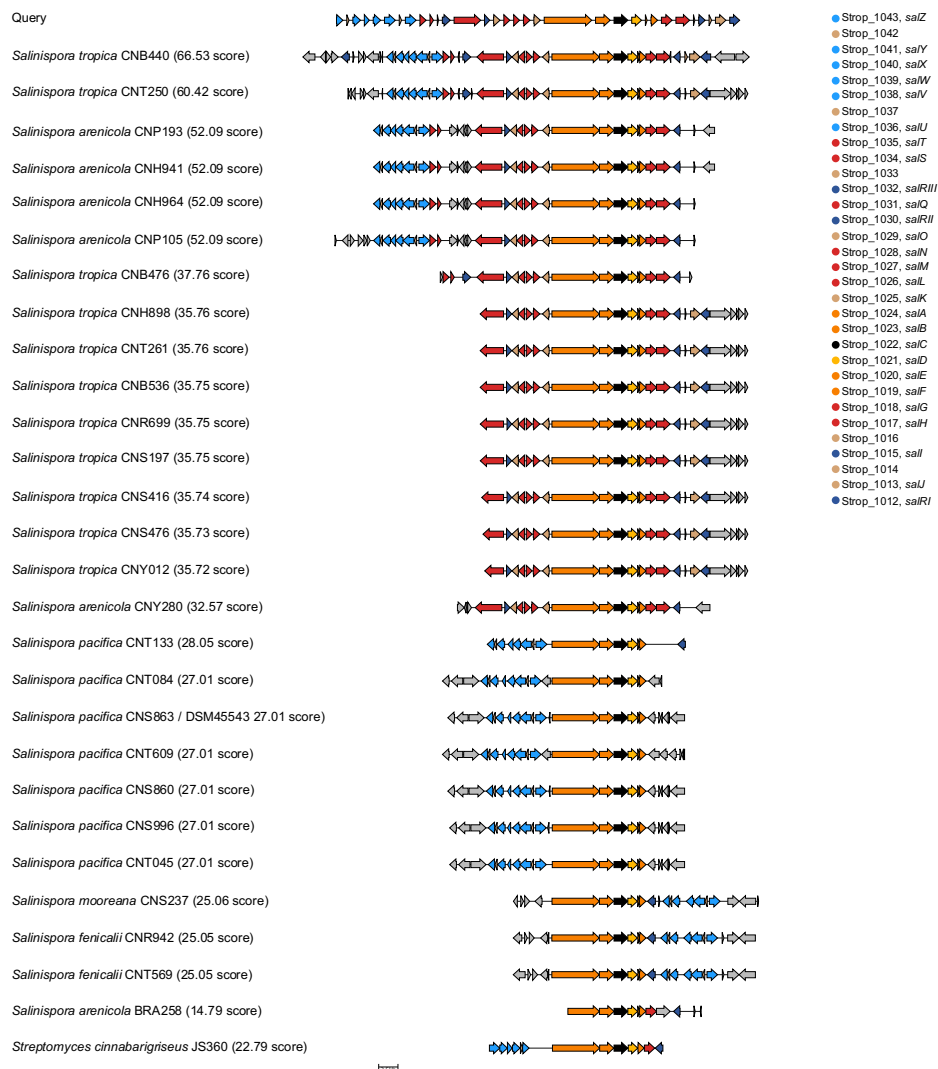 Query
Salinispora tropica CNB440 (66.53 score)
Salinispora tropica CNT250 (60.42 score)
Salinispora arenicola CNP193 (52.09 score)
Salinispora arenicola CNH941 (52.09 score)
Salinispora arenicola CNH964 (52.09 score)
Salinispora arenicola CNP105 (52.09 score)
Salinispora tropica CNB476 (37.76 score)
Salinispora tropica CNH898 (35.76 score)
Salinispora tropica CNT261 (35.76 score)
Salinispora tropica CNB536 (35.75 score)
Salinispora tropica CNR699 (35.75 score)
Salinispora tropica CNS197 (35.75 score)
Salinispora tropica CNS416 (35.74 score)
Salinispora tropica CNS476 (35.73 score)
Salinispora tropica CNY012 (35.72 score)
Salinispora arenicola CNY280 (32.57 score)
Salinispora pacifica CNT133 (28.05 score)
Salinispora pacifica CNT084 (27.01 score)
Salinispora pacifica CNS863 / DSM45543 27.01 score)
Salinispora pacifica CNT609 (27.01 score)
Salinispora pacifica CNS860 (27.01 score)
Salinispora pacifica CNS996 (27.01 score)
Salinispora pacifica CNT045 (27.01 score)
Salinispora mooreana CNS237 (25.06 score)
Salinispora fenicalii CNR942 (25.05 score)
Salinispora fenicalii CNT569 (25.05 score)
Salinispora arenicola BRA258 (14.79 score)
Streptomyces cinnabarigriseus JS360 (22.79 score)
Strop_1043, salZ
Strop_1042
Strop_1041, salY
Strop_1040, salX
Strop_1039, salW
Strop_1038, salV
Strop_1037
Strop_1036, salU
Strop_1035, salT
Strop_1034, salS
Strop_1033
Strop_1032, salRIII
Strop_1031, salQ
Strop_1030, salRII
Strop_1029, salO
Strop_1028, salN
Strop_1027, salM
Strop_1026, salL
Strop_1025, salK
Strop_1024, salA
Strop_1023, salB
Strop_1022, salC
Strop_1021, salD
Strop_1020, salE
Strop_1019, salF
Strop_1018, salG
Strop_1017, salH
Strop_1016
Strop_1015, salI
Strop_1014
Strop_1013, salJ
Strop_1012, salRI